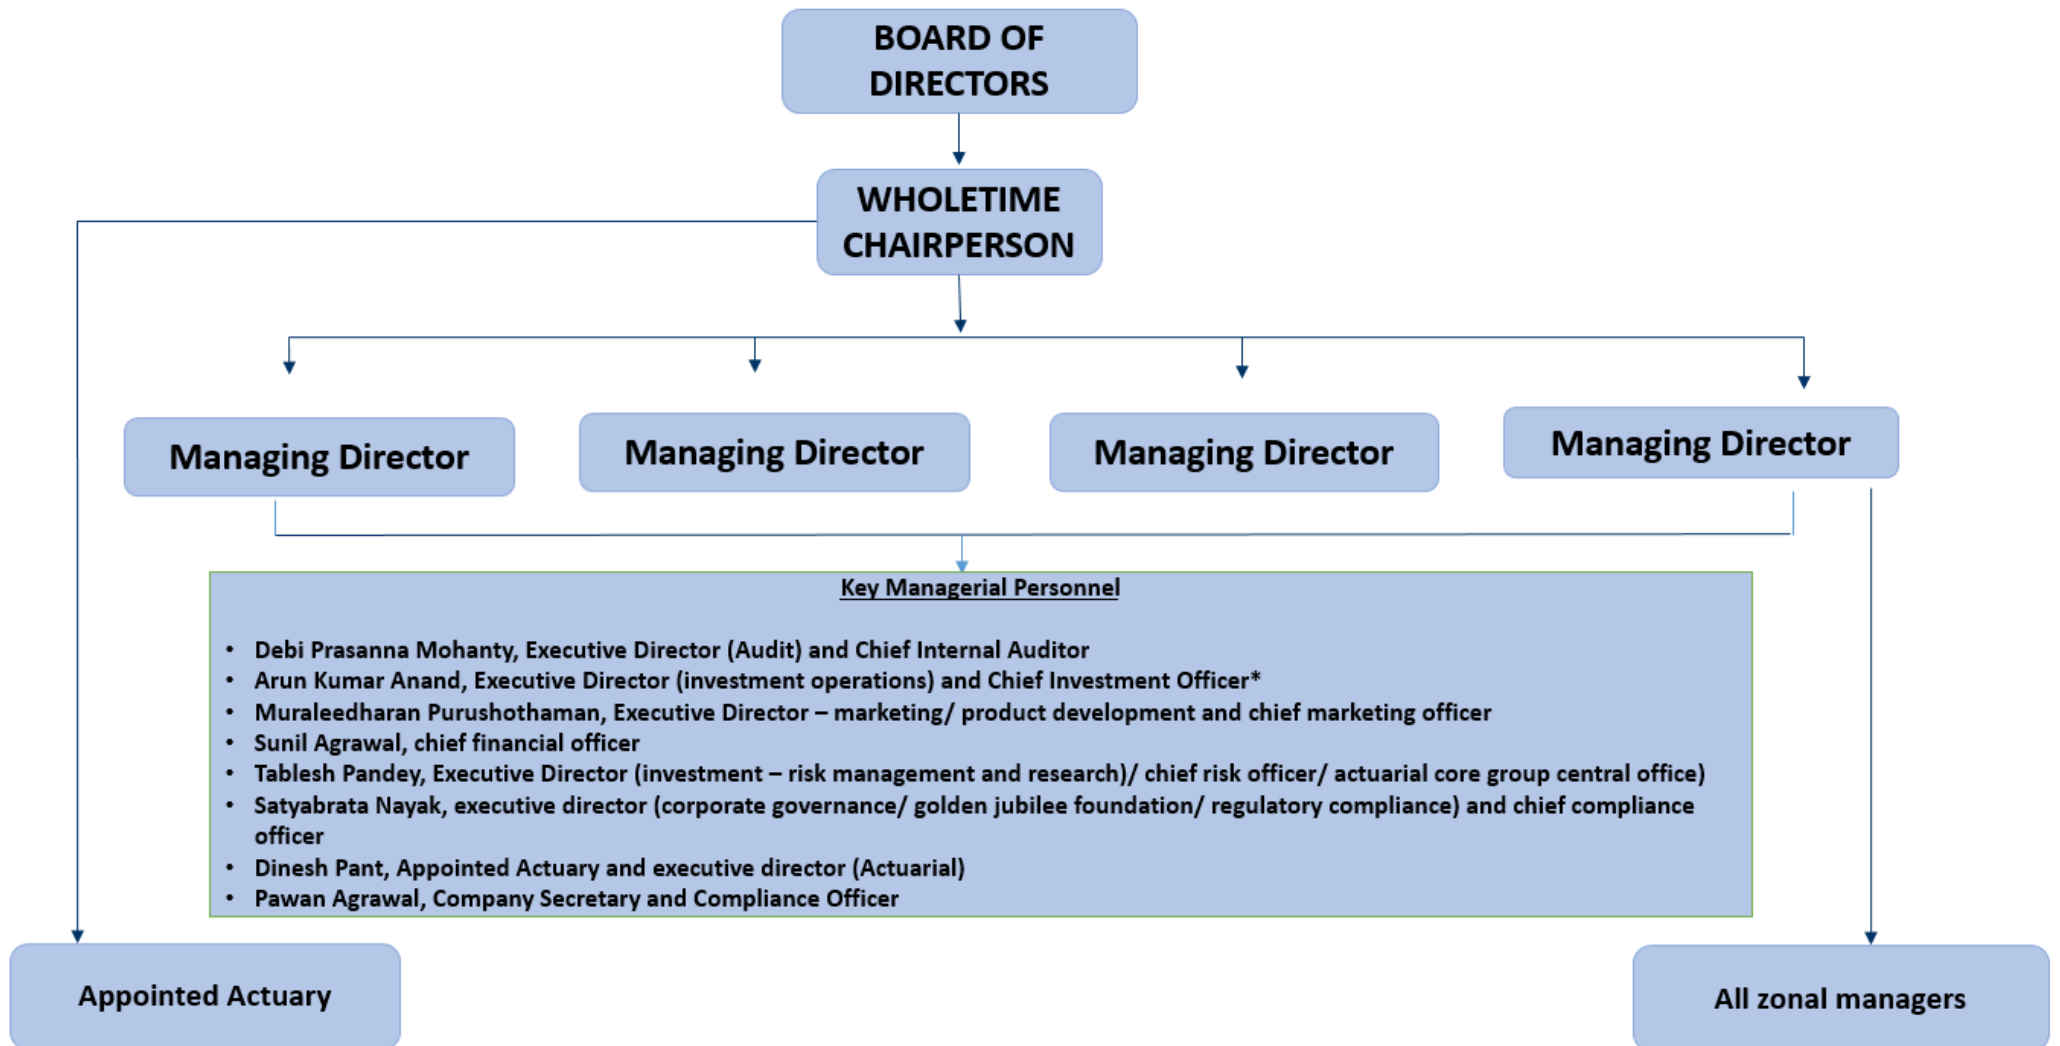 BOARD OF
DIRECTORS
WHOLETIME
CHAIRPERSON
Managing Director
Managing Director
Managing Director
Managing Director
Key Managerial Personnel
• Debi Prasanna Mohanty, Executive Director (Audit) and Chief Internal Auditor
• Arun Kumar Anand, Executive Director (investment operations) and Chief Investment Officer*
• Muraleedharan Purushothaman, Executive Director – marketing/ product development and chief marketing officer
• Sunil Agrawal, chief financial officer
• Tablesh Pandey, Executive Director (investment – risk management and research)/ chief risk officer/ actuarial core group central office)
• Satyabrata Nayak, executive director (corporate governance/ golden jubilee foundation/ regulatory compliance) and chief compliance
officer
• Dinesh Pant, Appointed Actuary and executive director (Actuarial)
• Pawan Agrawal, Company Secretary and Compliance Officer
Appointed Actuary
All zonal managers